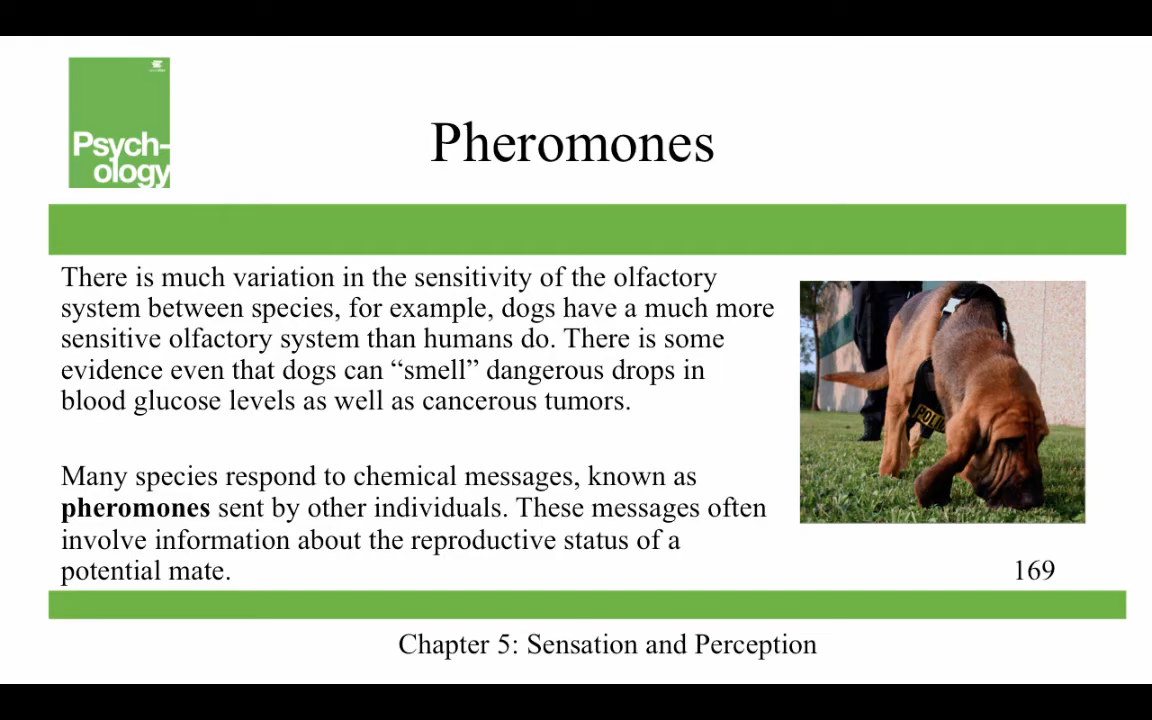 Psych-
ology
Pheromones
There is much variation in the sensitivity of the olfactory
system between species, for example, dogs have a much more
sensitive olfactory system than humans do. There is some
evidence even that dogs can “smell” dangerous drops in
blood glucose levels as well as cancerous tumors.
Many species respond to chemical messages, known as
pheromones sent by other individuals. These messages often
involve information about the reproductive status of a
potential mate.
169
Chapter 5: Sensation and Perception